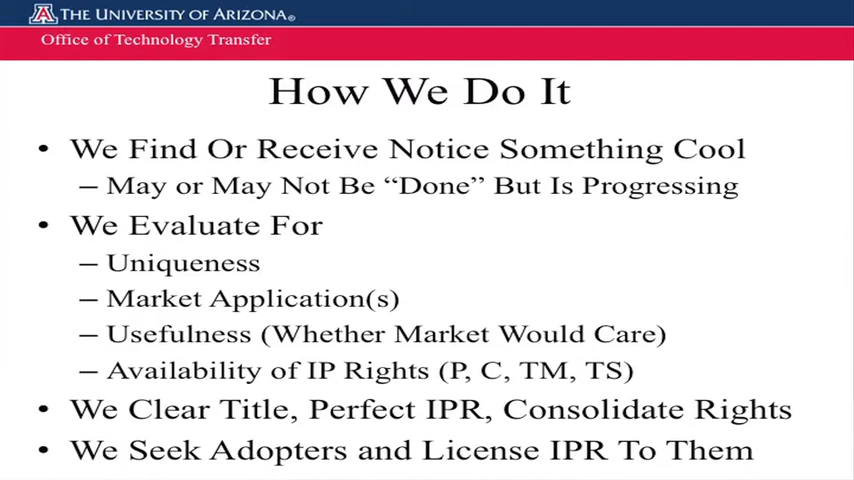 THE UNIVERSITY OF ARIZONA®
Office of Technology Transfer
How We Do It
• We Find Or Receive Notice Something Cool
– May or May Not Be “Done” But Is Progressing
• We Evaluate For
– Uniqueness
– Market Application(s)
– Usefulness (Whether Market Would Care)
– Availability of IP Rights (P, C, TM, TS)
• We Clear Title, Perfect IPR, Consolidate Rights
• We Seek Adopters and License IPR To Them